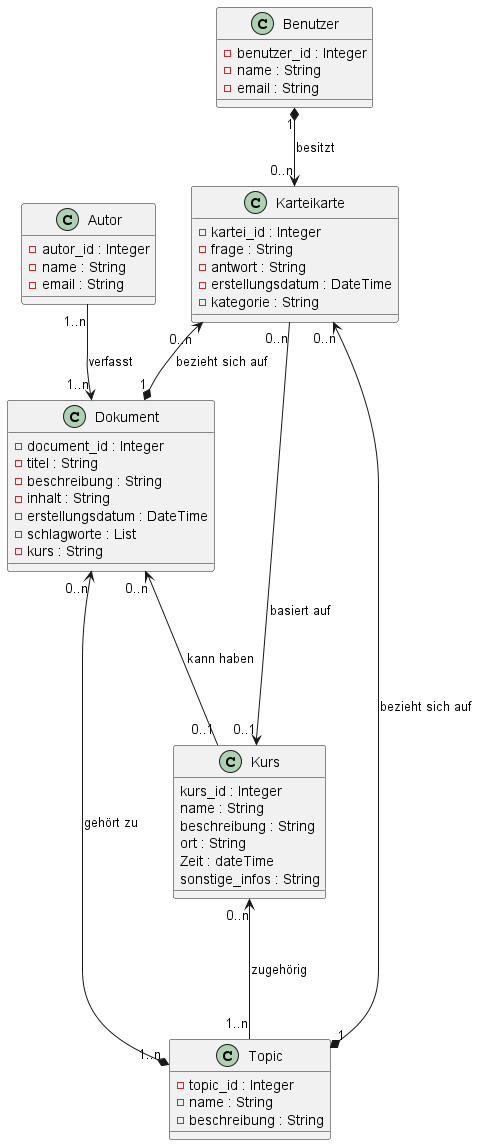 C Benutzer
benutzer_id : Integer
name : String
email : String
1
besitzt
0..n
C Karteikarte
kartei_id : Integer
frage : String
antwort : String
erstellungsdatum : DateTime
kategorie : String
C Autor
autor_id : Integer
name : String
email : String
1..n
verfasst
1..n
0..n
bezieht sich auf
1
0..n
0..n
C Dokument
document_id : Integer
titel : String
beschreibung : String
inhalt : String
erstellungsdatum : DateTime
schlagworte : List
kurs : String
0..n
0..n
basiert auf
kann haben
bezieht sich auf
0..1
0..1
C Kurs
kurs_id : Integer
name : String
beschreibung : String
ort : String
Zeit : dateTime
sonstige_infos : String
gehört zu
0..n
zugehörig
1..n
1..n
1
C Topic
topic_id : Integer
name : String
beschreibung : String